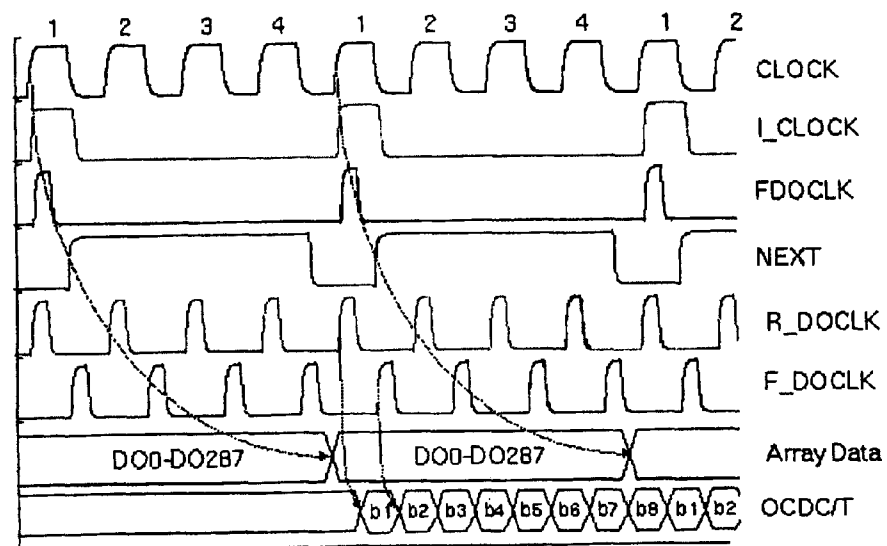 1 2 3 4 1 2 3 4 1 2
CLOCK
I_CLOCK
FDOCLK
NEXT
R_DOCLK
F_DOCLK
DO0-DO287 DO0-DO287 Array Data
b1 b2 b3 b4 b5 b6 b7 b8 b1 b2 OCDC/T